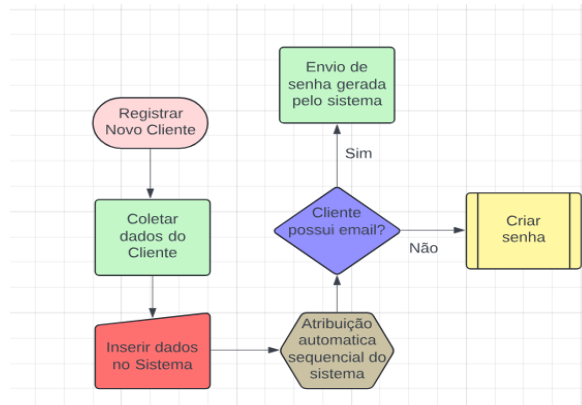 Registrar
Novo Cliente
Coletar
dados do
Cliente
Inserir dados
no Sistema
Atribuição
automatica
sequencial do
sistema
Cliente
possui email?
Sim
Envio de
senha gerada
pelo sistema
Não
Criar
senha